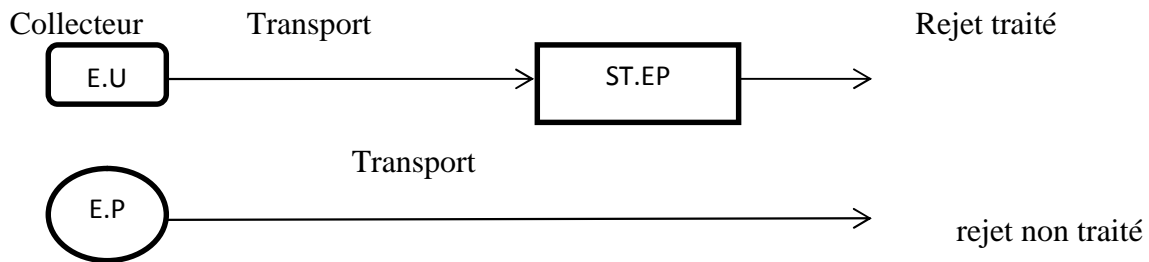 Collecteur Transport Rejet traité
E.U ST.EP
Transport
E.P
rejet non traité